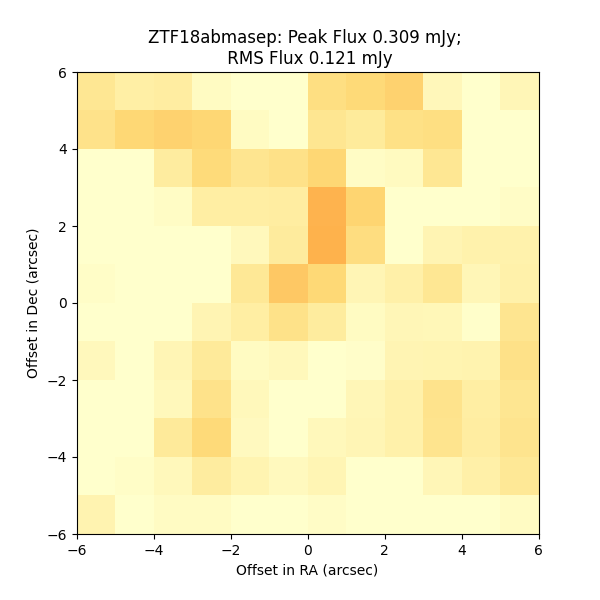 ZTF18abmasep: Peak Flux 0.309 mJy;
RMS Flux 0.121 mJy
6
4
2
0
−2
−4
−6
Offset in Dec (arcsec)
−6 −4 −2 0 2 4 6
Offset in RA (arcsec)